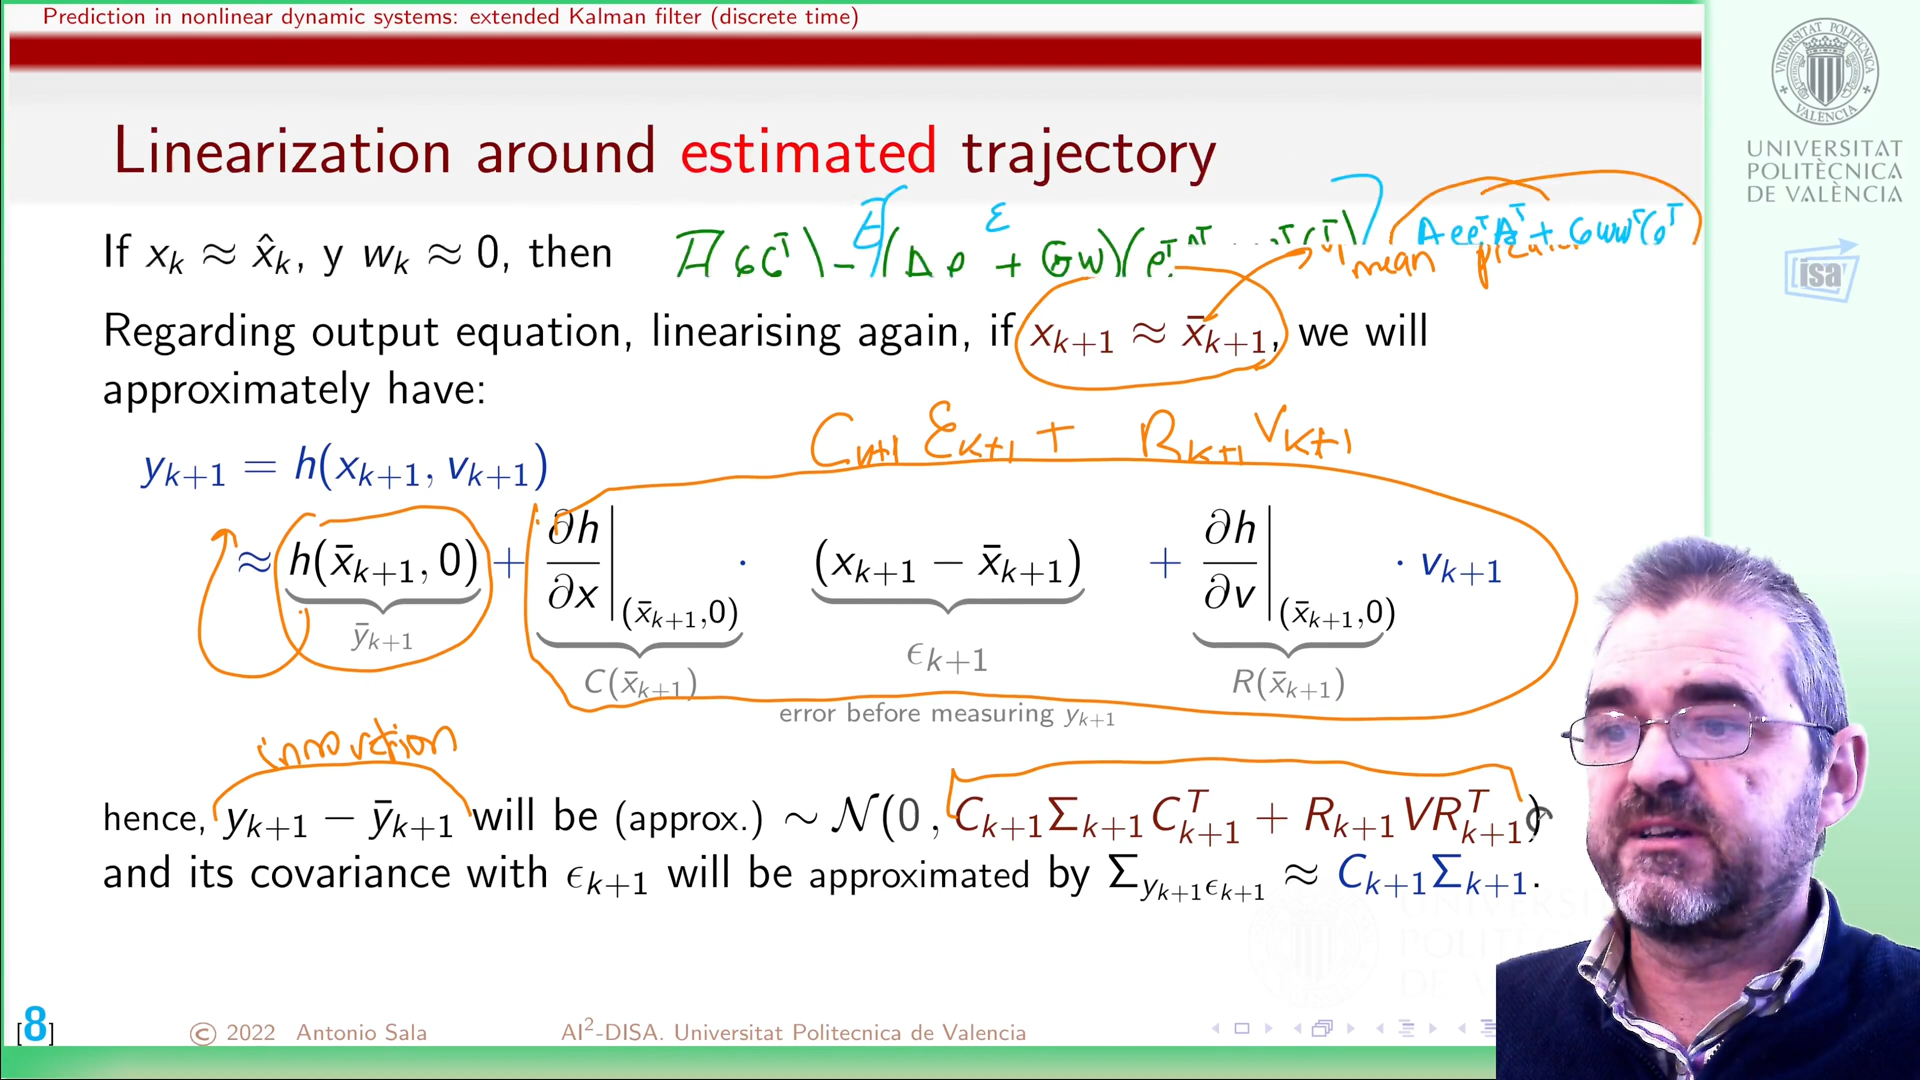 Prediction in nonlinear dynamic systems: extended Kalman filter (discrete time)
UNIVERSITAT
POLITÈCNICA
DE VALÈNCIA
isa
Linearization around estimated trajectory
If x_k ≈ x̂_k, y w_k ≈ 0, then
A e eᵀ Aᵀ + G w wᵀ Gᵀ
mean
Regarding output equation, linearising again, if x_{k+1} ≈ x̄_{k+1}, we will
approximately have:
C_{k+1} ε_{k+1} + R_{k+1} v_{k+1}
y_{k+1} = h(x_{k+1}, v_{k+1})
≈ h(x̄_{k+1}, 0) + ∂h/∂x|_{(x̄_{k+1},0)} · (x_{k+1} − x̄_{k+1}) + ∂h/∂v|_{(x̄_{k+1},0)} · v_{k+1}
ȳ_{k+1} C(x̄_{k+1}) ϵ_{k+1} R(x̄_{k+1})
error before measuring y_{k+1}
innovation
hence, y_{k+1} − ȳ_{k+1} will be (approx.) ∼ 𝒩(0, C_{k+1}Σ_{k+1}C^T_{k+1} + R_{k+1}VR^T_{k+1})
and its covariance with ϵ_{k+1} will be approximated by Σ_{y_{k+1}ϵ_{k+1}} ≈ C_{k+1}Σ_{k+1}.
[8]
© 2022 Antonio Sala
AI²-DISA. Universitat Politecnica de Valencia